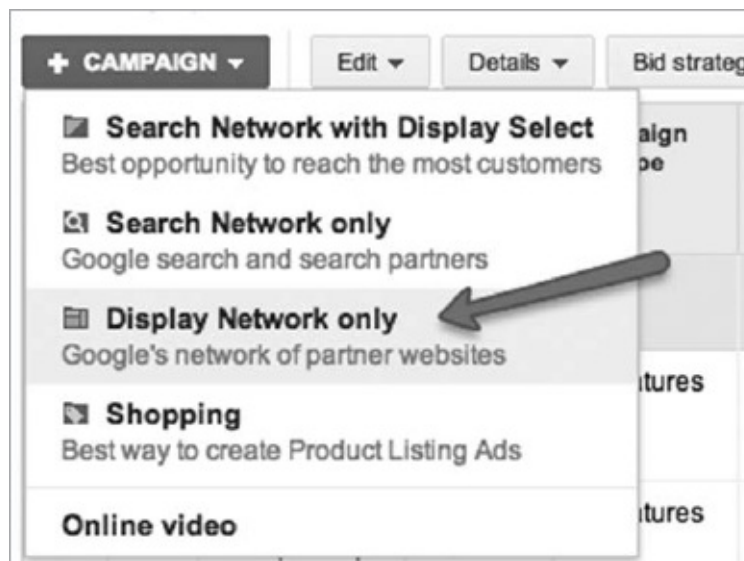 + CAMPAIGN
Edit
Details
Bid strateg
Search Network with Display Select
Best opportunity to reach the most customers
aign
pe
Search Network only
Google search and search partners
Display Network only
Google's network of partner websites
atures
Shopping
Best way to create Product Listing Ads
Online video
atures